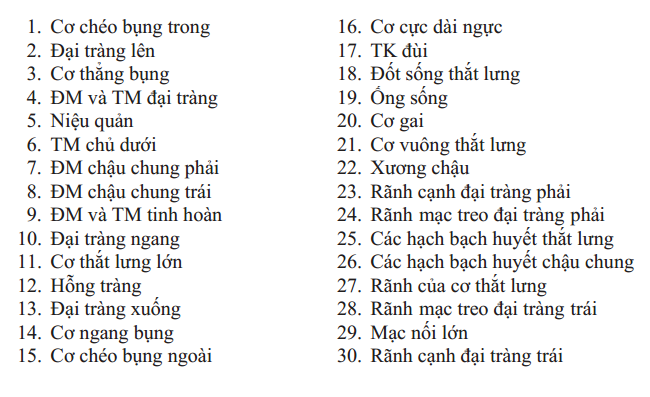 1. Cơ chéo bụng trong
2. Đại tràng lên
3. Cơ thẳng bụng
4. ĐM và TM đại tràng
5. Niệu quản
6. TM chủ dưới
7. ĐM chậu chung phải
8. ĐM chậu chung trái
9. ĐM và TM tinh hoàn
10. Đại tràng ngang
11. Cơ thắt lưng lớn
12. Hỗng tràng
13. Đại tràng xuống
14. Cơ ngang bụng
15. Cơ chéo bụng ngoài
16. Cơ cực dài ngực
17. TK đùi
18. Đốt sống thắt lưng
19. Ống sống
20. Cơ gai
21. Cơ vuông thắt lưng
22. Xương chậu
23. Rãnh cạnh đại tràng phải
24. Rãnh mạc treo đại tràng phải
25. Các hạch bạch huyết thắt lưng
26. Các hạch bạch huyết chậu chung
27. Rãnh của cơ thắt lưng
28. Rãnh mạc treo đại tràng trái
29. Mạc nối lớn
30. Rãnh cạnh đại tràng trái